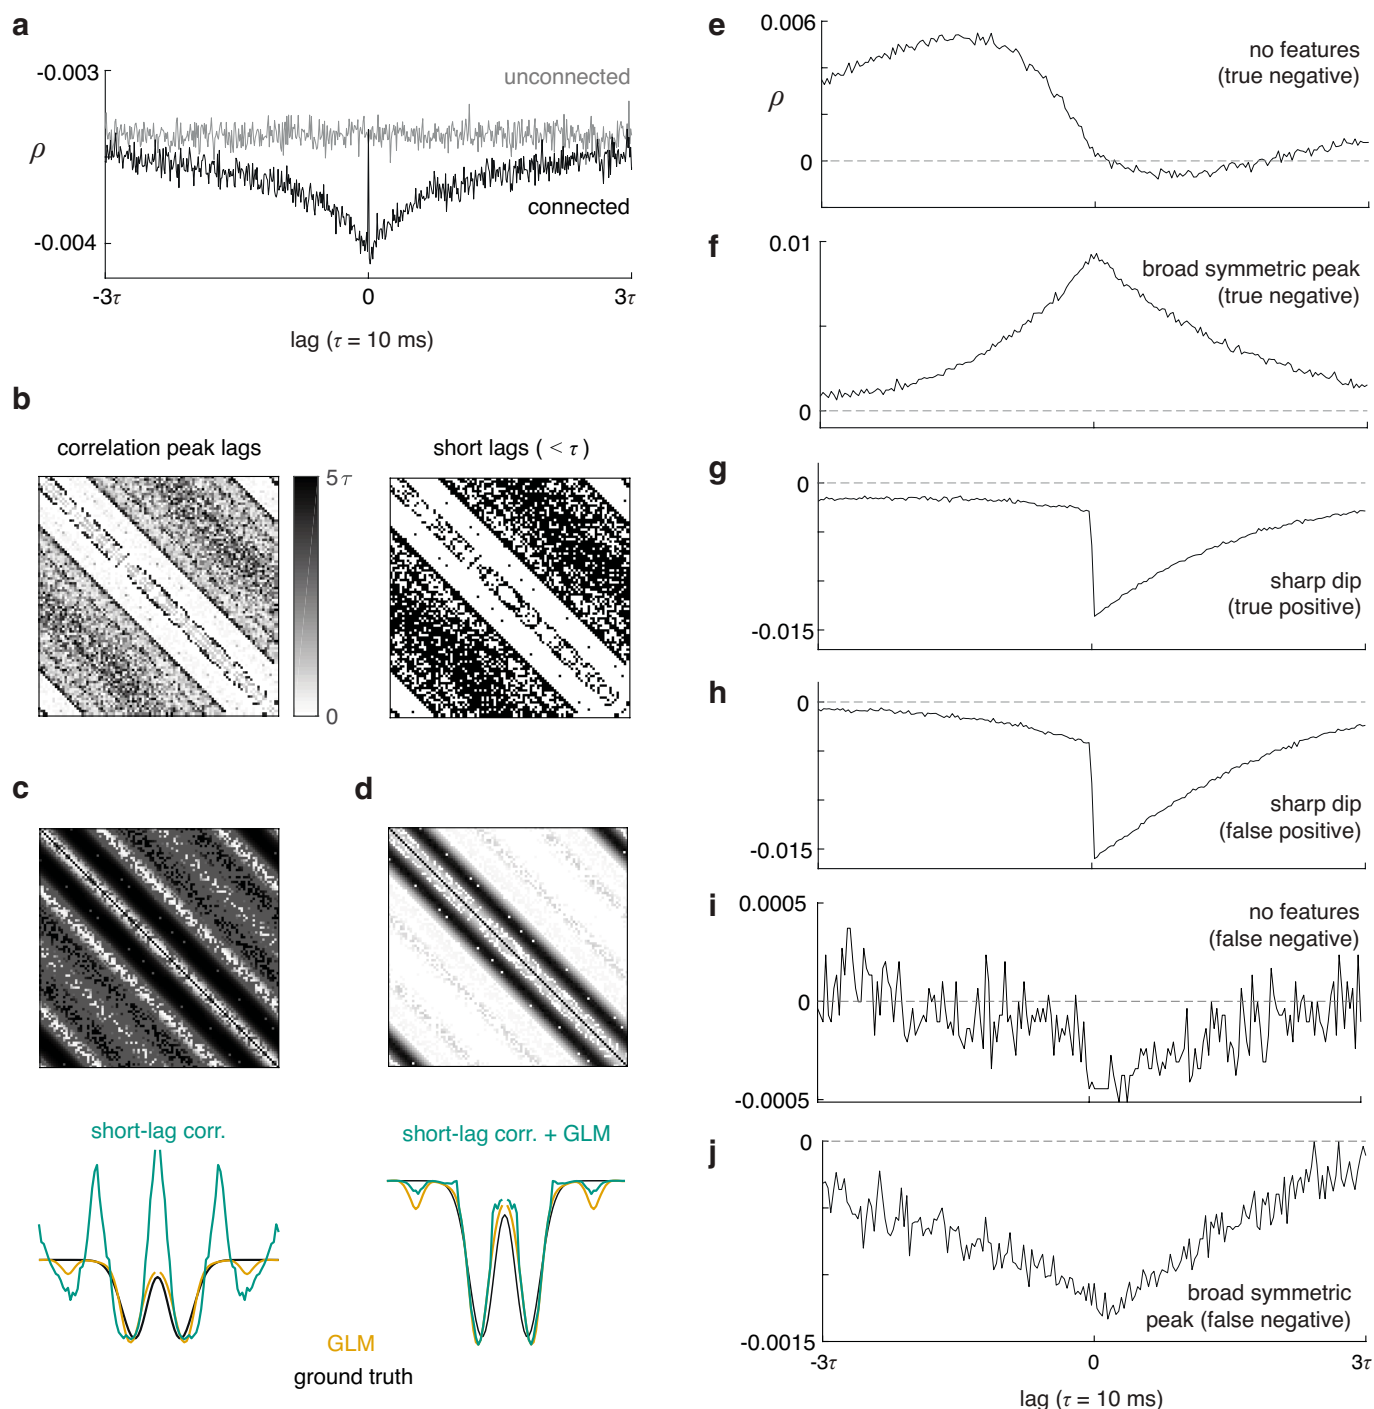 a
-0.003
unconnected
ρ
connected
-0.004
-3τ
0
3τ
lag (τ = 10 ms)
b
correlation peak lags
short lags ( < τ )
5τ
0
c
d
short-lag corr.
short-lag corr. + GLM
GLM
ground truth
e
0.006
no features
(true negative)
ρ
0
f
0.01
broad symmetric peak
(true negative)
0
g
0
sharp dip
(true positive)
-0.015
h
0
sharp dip
(false positive)
-0.015
i
0.0005
no features
(false negative)
0
-0.0005
j
0
broad symmetric
peak (false negative)
-0.0015
-3τ
0
3τ
lag (τ = 10 ms)